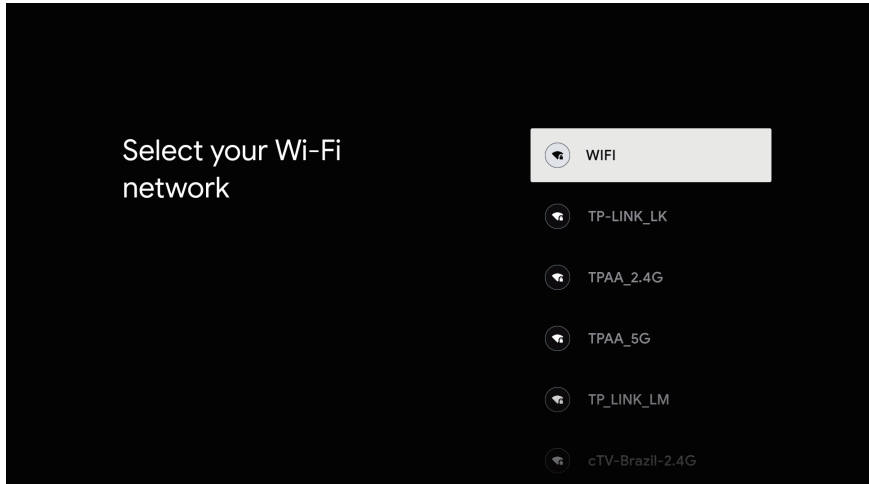 Select your Wi-Fi
network
WIFI
TP-LINK_LK
TPAA_2.4G
TPAA_5G
TP_LINK_LM
cTV-Brazil-2.4G